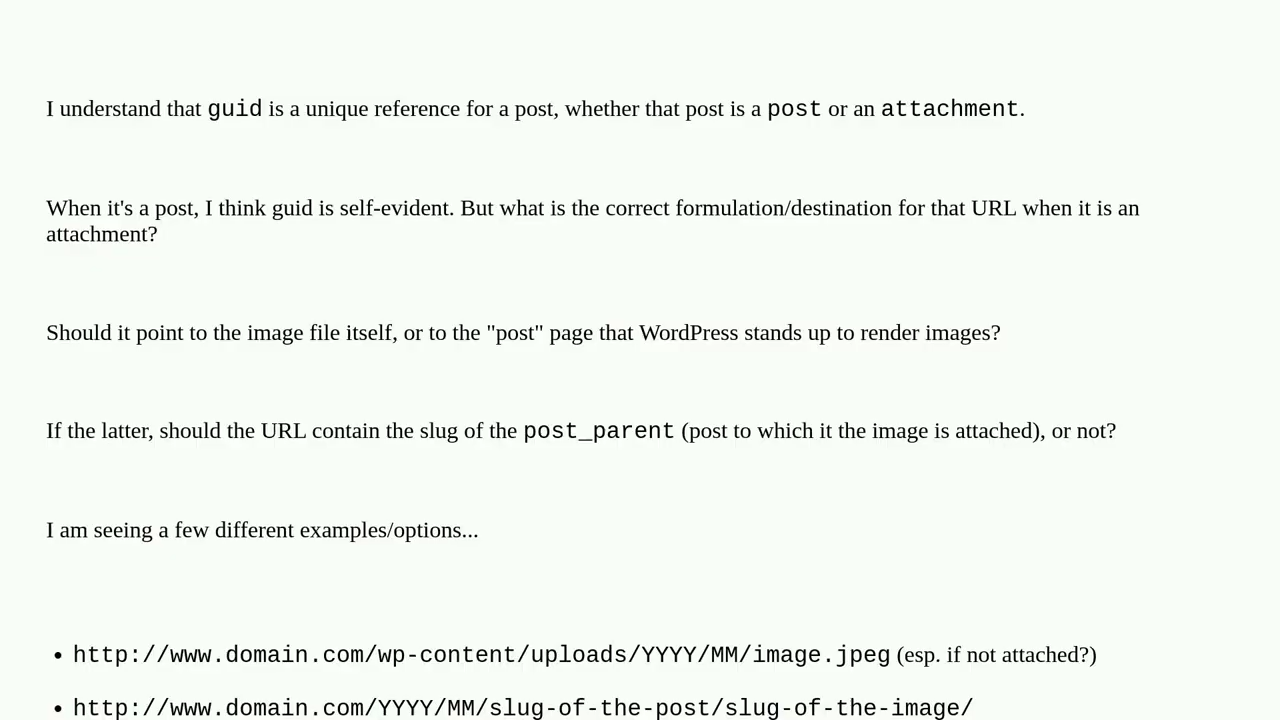 I understand that guid is a unique reference for a post, whether that post is a post or an attachment.
When it's a post, I think guid is self-evident. But what is the correct formulation/destination for that URL when it is an
attachment?
Should it point to the image file itself, or to the "post" page that WordPress stands up to render images?
If the latter, should the URL contain the slug of the post_parent (post to which it the image is attached), or not?
I am seeing a few different examples/options...
• http://www.domain.com/wp-content/uploads/YYYY/MM/image.jpeg (esp. if not attached?)
• http://www.domain.com/YYYY/MM/slug-of-the-post/slug-of-the-image/